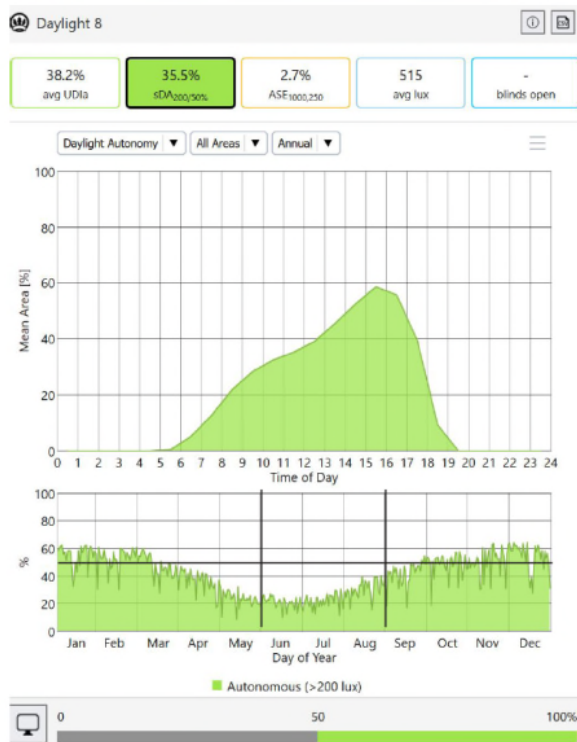 Daylight 8
38.2% 35.5% 2.7% 515 -
avg UDIa sDA200/50% ASE1000,250 avg lux blinds open
Daylight Autonomy ▼ All Areas ▼ Annual ▼
100
80
60
40
20
0
Mean Area [%]
0 1 2 3 4 5 6 7 8 9 10 11 12 13 14 15 16 17 18 19 20 21 22 23 24
Time of Day
100
80
60
40
20
0
%
Jan Feb Mar Apr May Jun Jul Aug Sep Oct Nov Dec
Day of Year
Autonomous (>200 lux)
0 50 100%